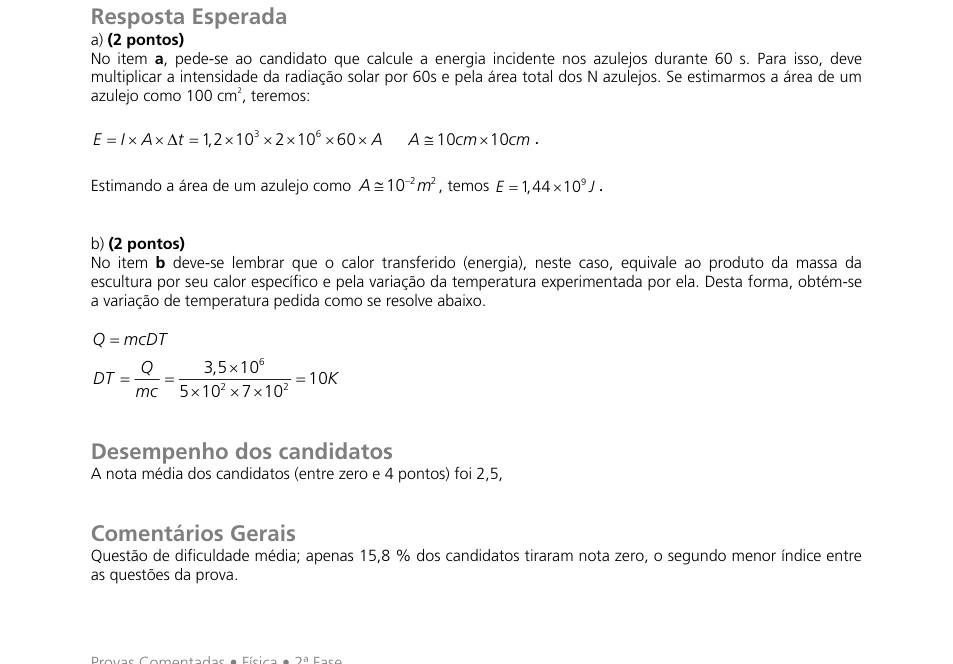 Resposta Esperada
a) (2 pontos)
No item a, pede-se ao candidato que calcule a energia incidente nos azulejos durante 60 s. Para isso, deve
multiplicar a intensidade da radiação solar por 60s e pela área total dos N azulejos. Se estimarmos a área de um
azulejo como 100 cm², teremos:
E = I × A × Δt = 1,2 × 10³ × 2 × 10⁶ × 60 × A A ≅ 10cm × 10cm .
Estimando a área de um azulejo como A ≅ 10⁻² m² , temos E = 1,44 × 10⁹ J .
b) (2 pontos)
No item b deve-se lembrar que o calor transferido (energia), neste caso, equivale ao produto da massa da
escultura por seu calor específico e pela variação da temperatura experimentada por ela. Desta forma, obtém-se
a variação de temperatura pedida como se resolve abaixo.
Q = mcDT
DT = Q / mc = 3,5 × 10⁶ / 5 × 10² × 7 × 10² = 10K
Desempenho dos candidatos
A nota média dos candidatos (entre zero e 4 pontos) foi 2,5,
Comentários Gerais
Questão de dificuldade média; apenas 15,8 % dos candidatos tiraram nota zero, o segundo menor índice entre
as questões da prova.
Provas Comentadas • Física • 2ª Fase